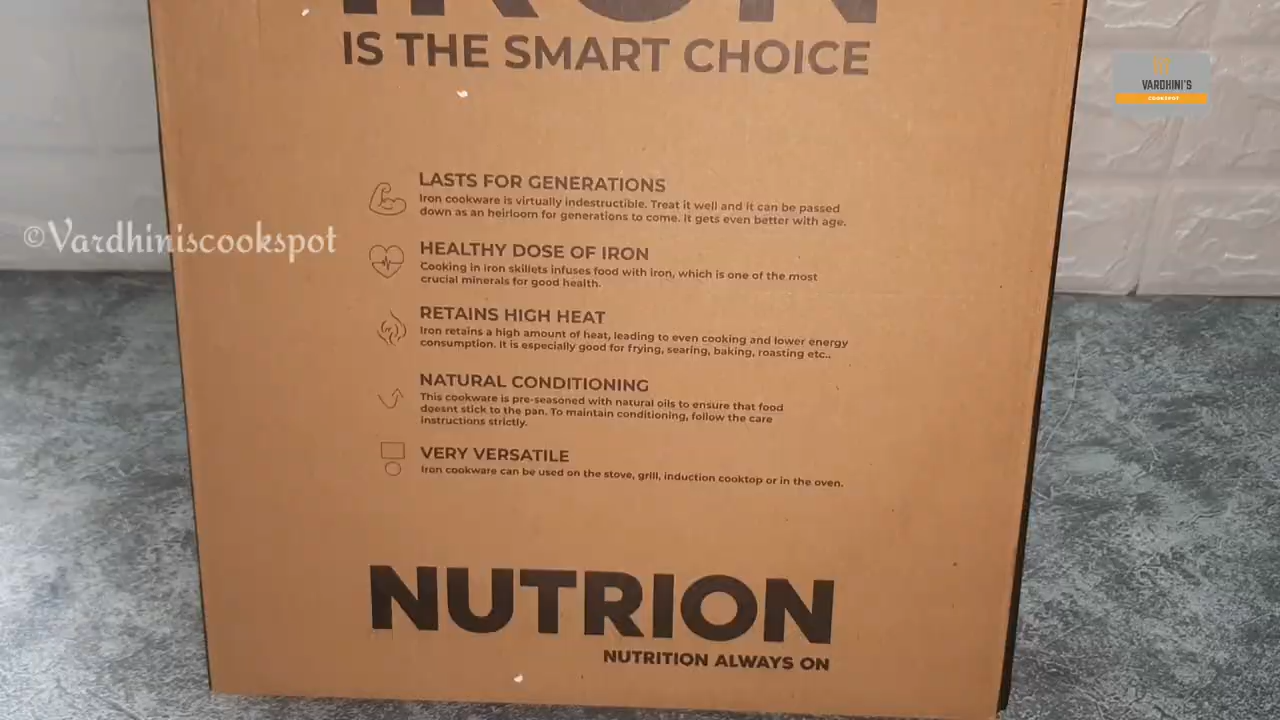 IRON
IS THE SMART CHOICE
VARDHINI'S
COOKSPOT
LASTS FOR GENERATIONS
Iron cookware is virtually indestructible. Treat it well and it can be passed
down as an heirloom for generations to come. It gets even better with age.
©Vardhiniscookspot
HEALTHY DOSE OF IRON
Cooking in iron skillets infuses food with iron, which is one of the most
crucial minerals for good health.
RETAINS HIGH HEAT
Iron retains a high amount of heat, leading to even cooking and lower energy
consumption. It is especially good for frying, searing, baking, roasting etc..
NATURAL CONDITIONING
This cookware is pre-seasoned with natural oils to ensure that food
doesnt stick to the pan. To maintain conditioning, follow the care
instructions strictly.
VERY VERSATILE
Iron cookware can be used on the stove, grill, induction cooktop or in the oven.
NUTRION
NUTRITION ALWAYS ON